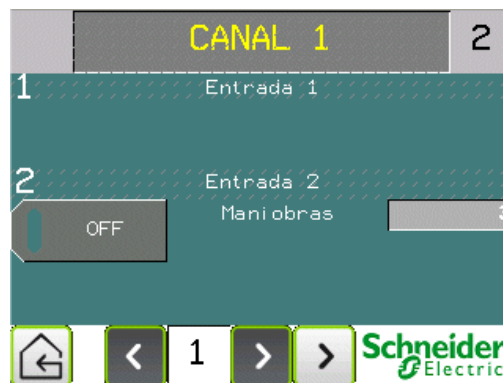 CANAL 1
2
1
Entrada 1
2
Entrada 2
OFF
Maniobras
1
Schneider
Electric